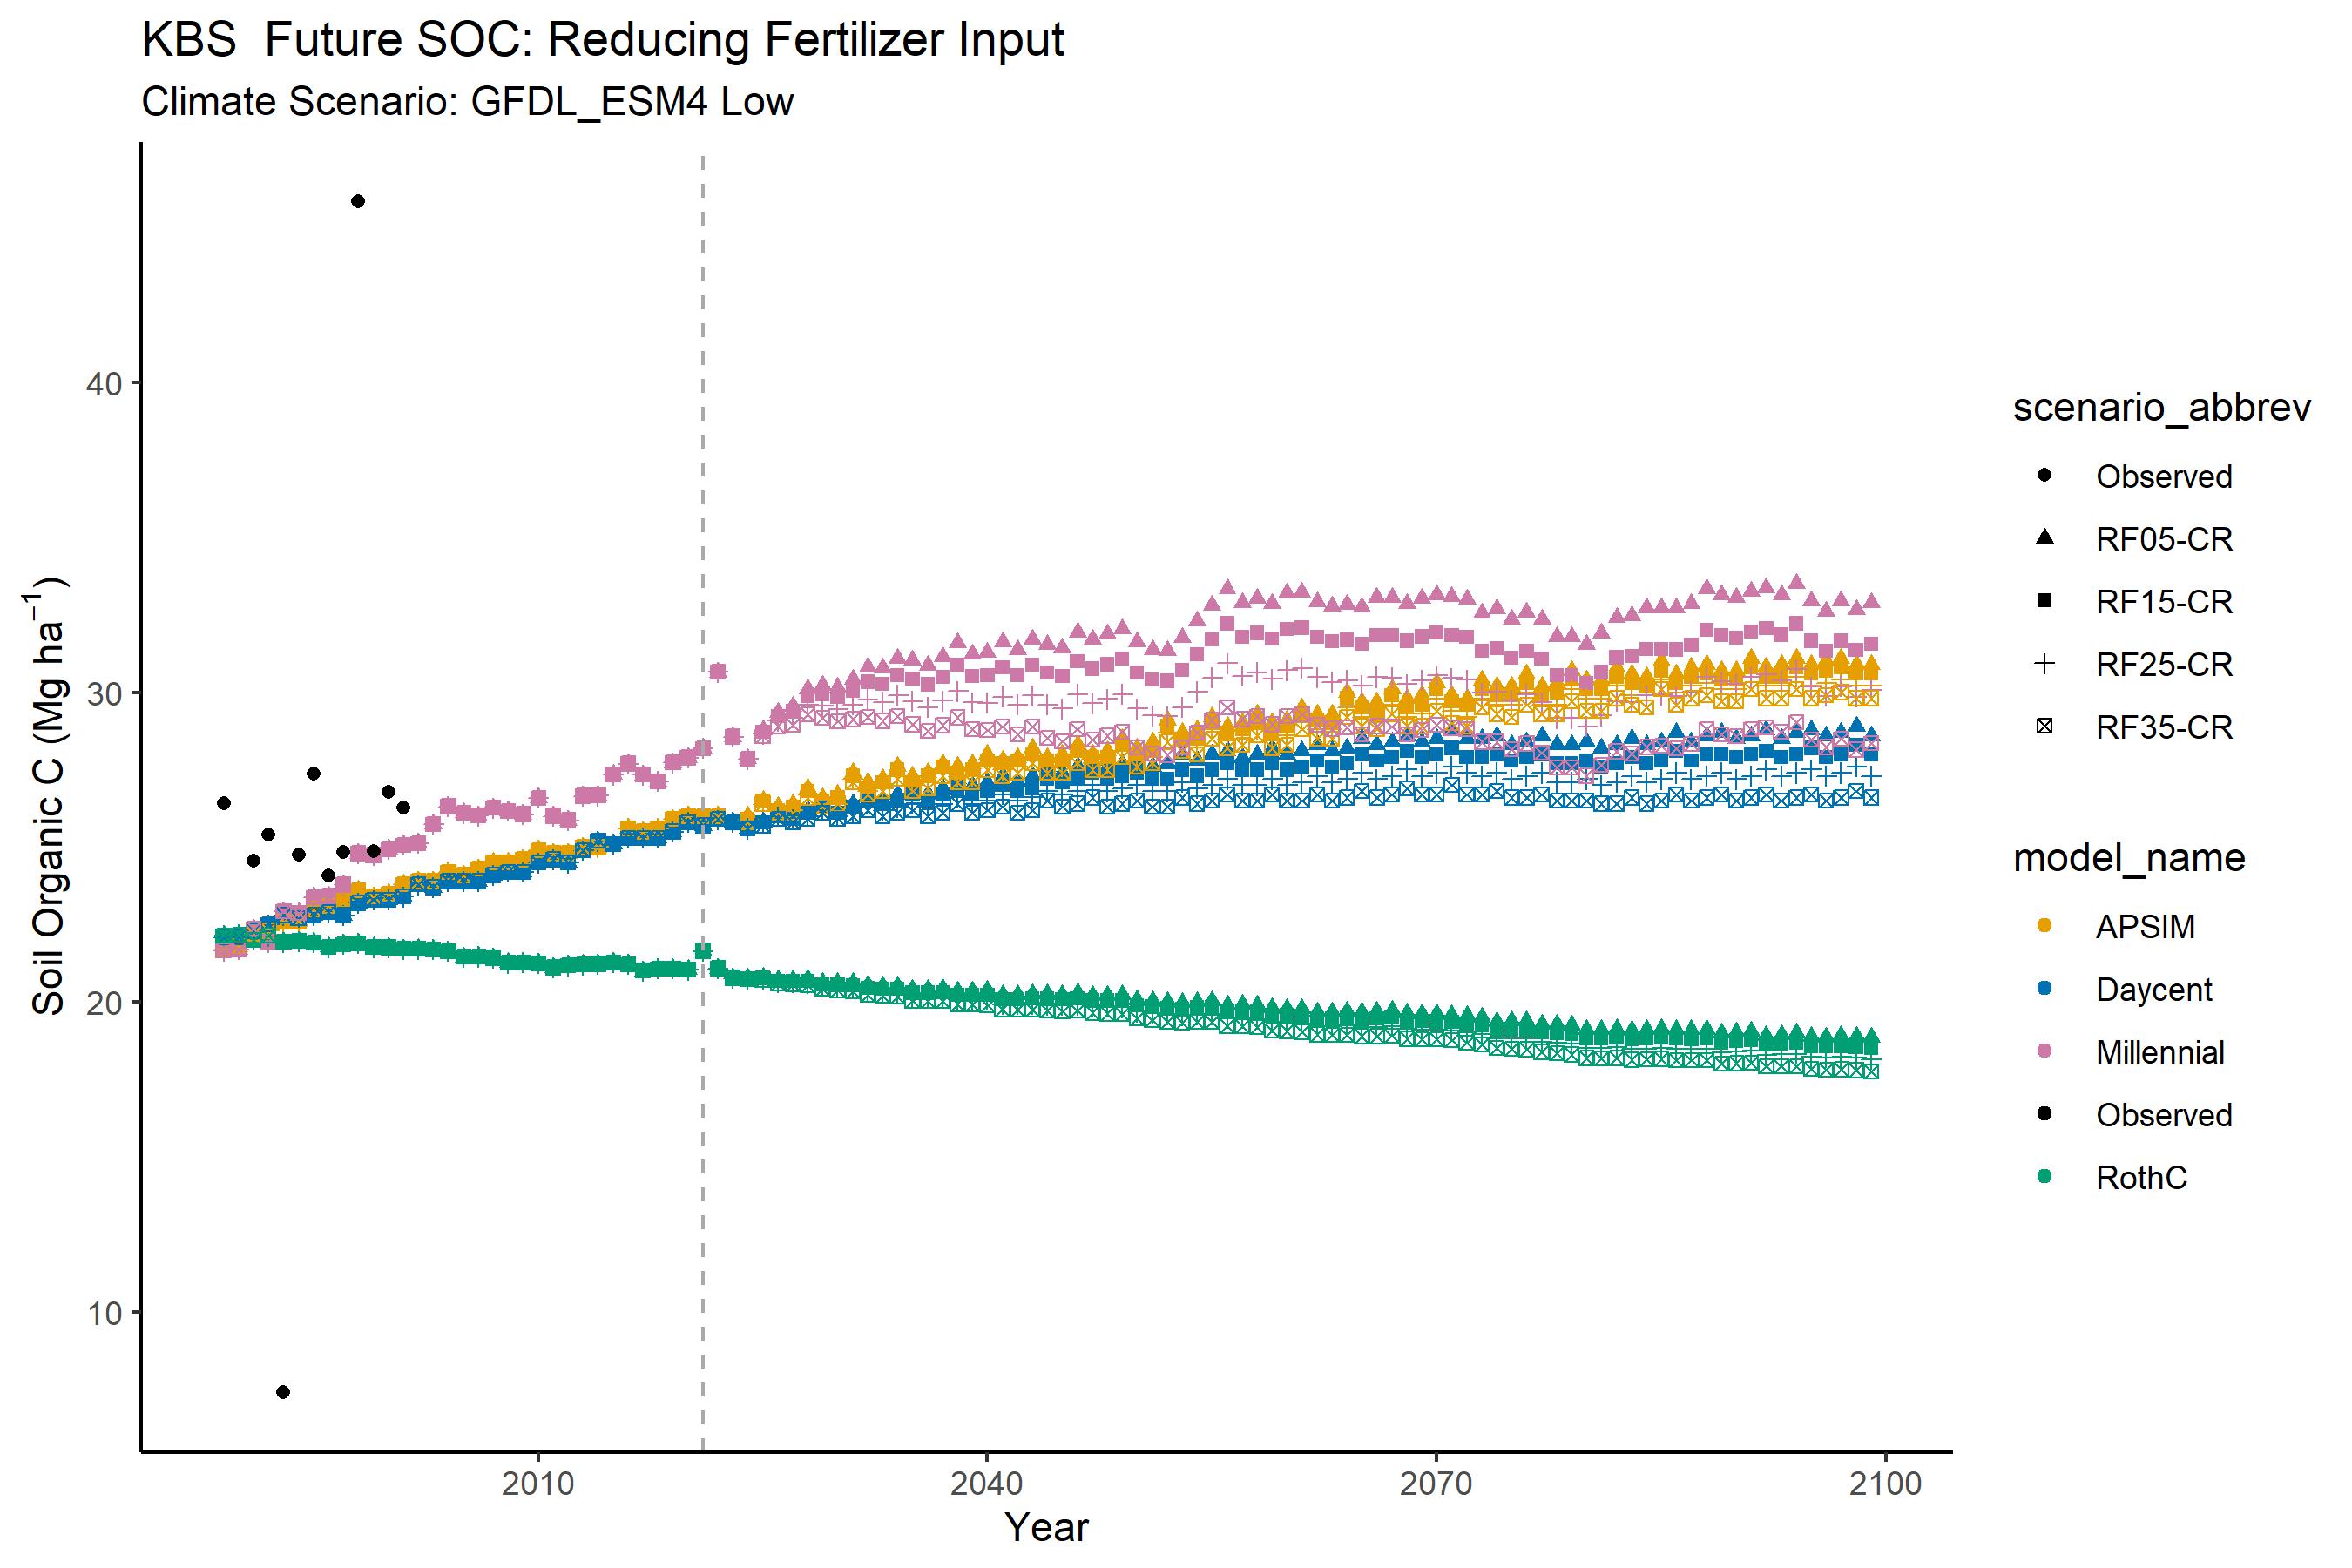 KBS  Future SOC: Reducing Fertilizer Input
Climate Scenario: GFDL_ESM4 Low
Soil Organic C (Mg ha⁻¹)
40
30
20
10
2010
2040
2070
2100
Year
scenario_abbrev
Observed
RF05-CR
RF15-CR
RF25-CR
RF35-CR
model_name
APSIM
Daycent
Millennial
Observed
RothC